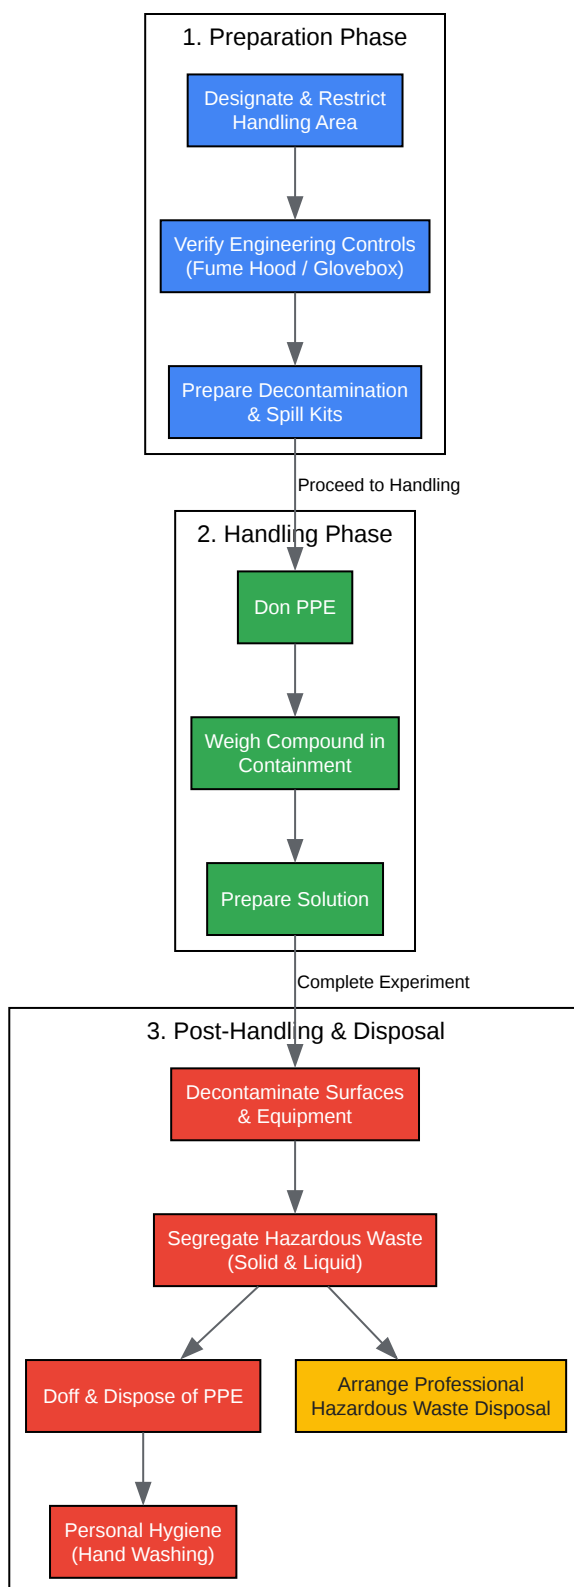 1. Preparation Phase
Designate & Restrict
Handling Area
Verify Engineering Controls
(Fume Hood / Glovebox)
Prepare Decontamination
& Spill Kits
Proceed to Handling
2. Handling Phase
Don PPE
Weigh Compound in
Containment
Prepare Solution
Complete Experiment
3. Post-Handling & Disposal
Decontaminate Surfaces
& Equipment
Segregate Hazardous Waste
(Solid & Liquid)
Doff & Dispose of PPE
Arrange Professional
Hazardous Waste Disposal
Personal Hygiene
(Hand Washing)